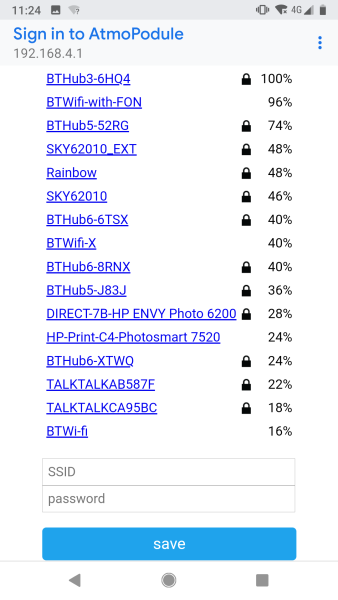 11:24 4G
Sign in to AtmoPodule
192.168.4.1
BTHub3-6HQ4 100%
BTWifi-with-FON 96%
BTHub5-52RG 74%
SKY62010_EXT 48%
Rainbow 48%
SKY62010 46%
BTHub6-6TSX 40%
BTWifi-X 40%
BTHub6-8RNX 40%
BTHub5-J83J 36%
DIRECT-7B-HP ENVY Photo 6200 28%
HP-Print-C4-Photosmart 7520 24%
BTHub6-XTWQ 24%
TALKTALKAB587F 22%
TALKTALKCA95BC 18%
BTWi-fi 16%
SSID
password
save